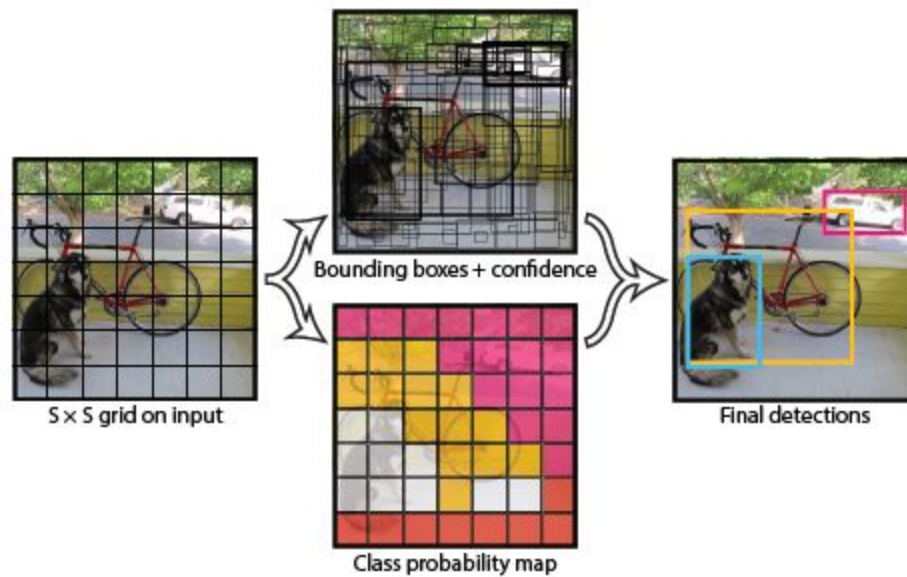 Bounding boxes + confidence
S × S grid on input
Final detections
Class probability map